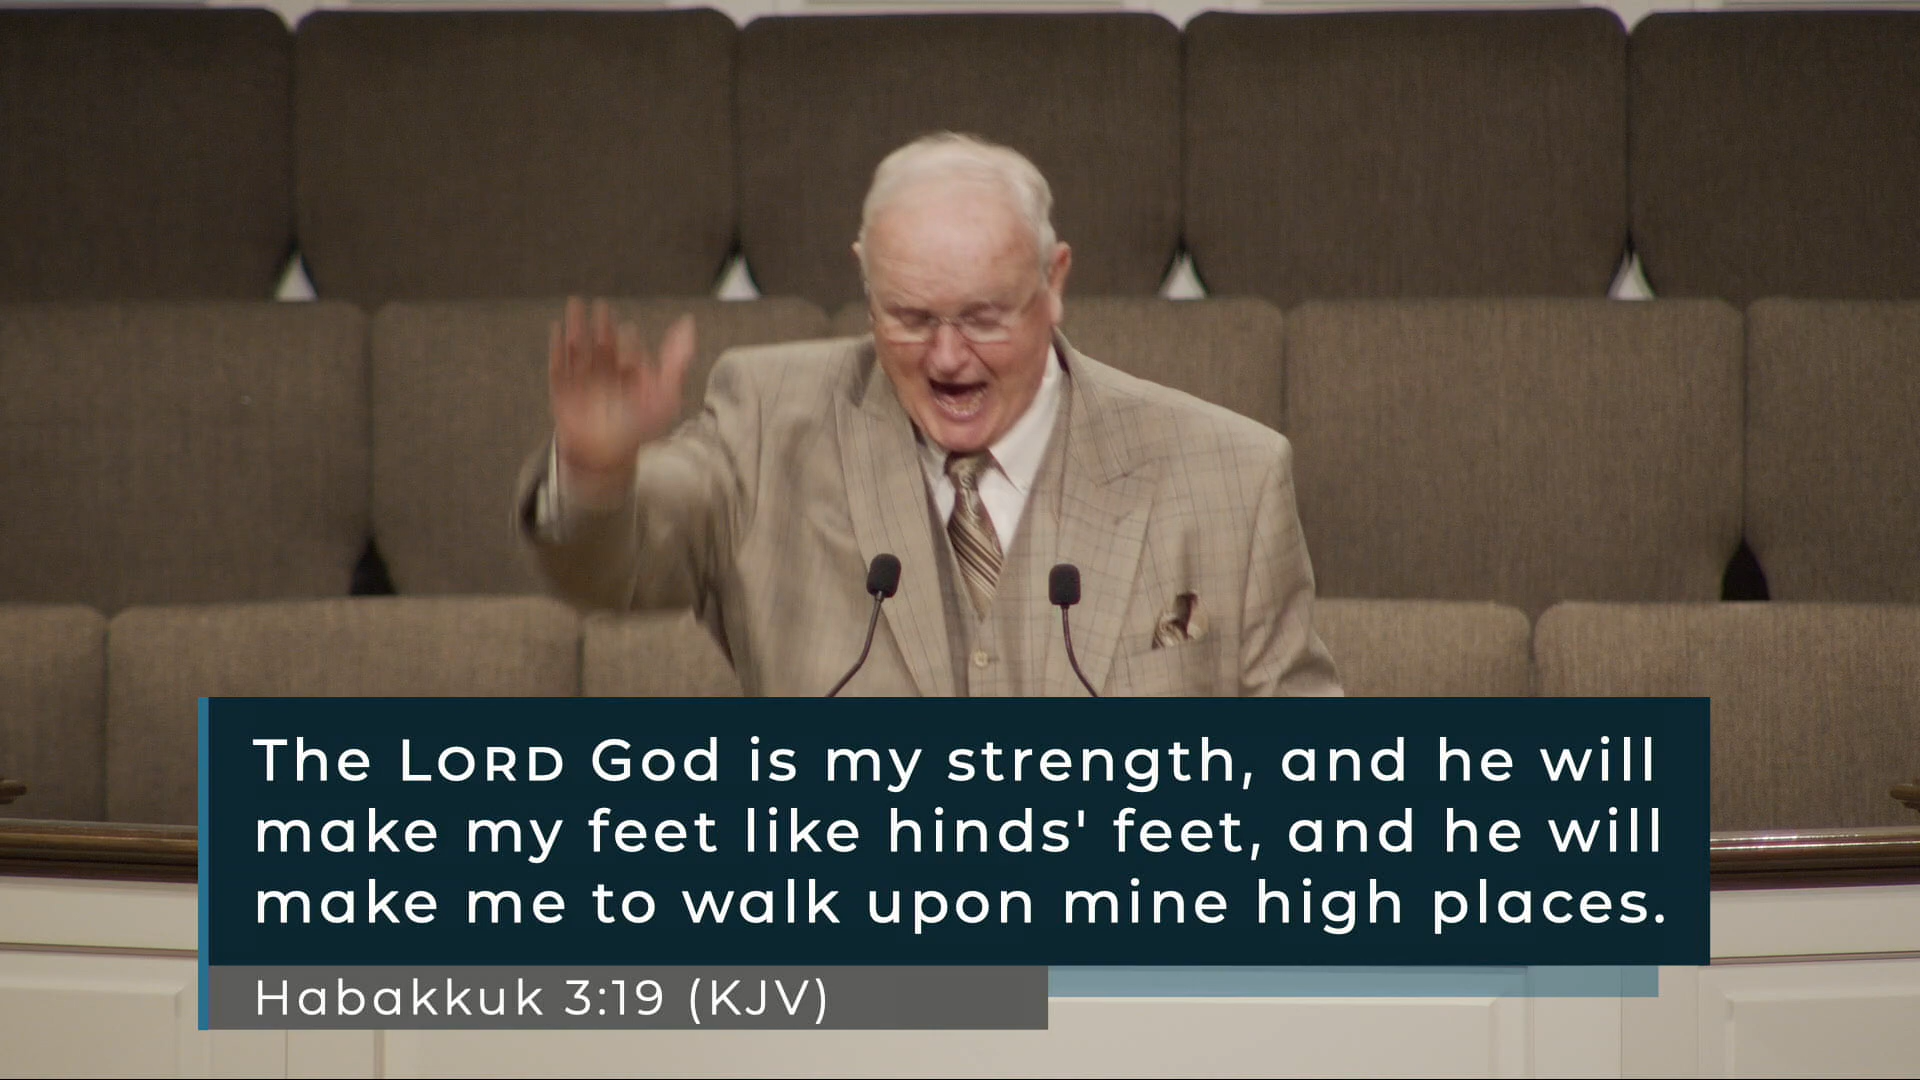 The LORD God is my strength, and he will
make my feet like hinds' feet, and he will
make me to walk upon mine high places.
Habakkuk 3:19 (KJV)